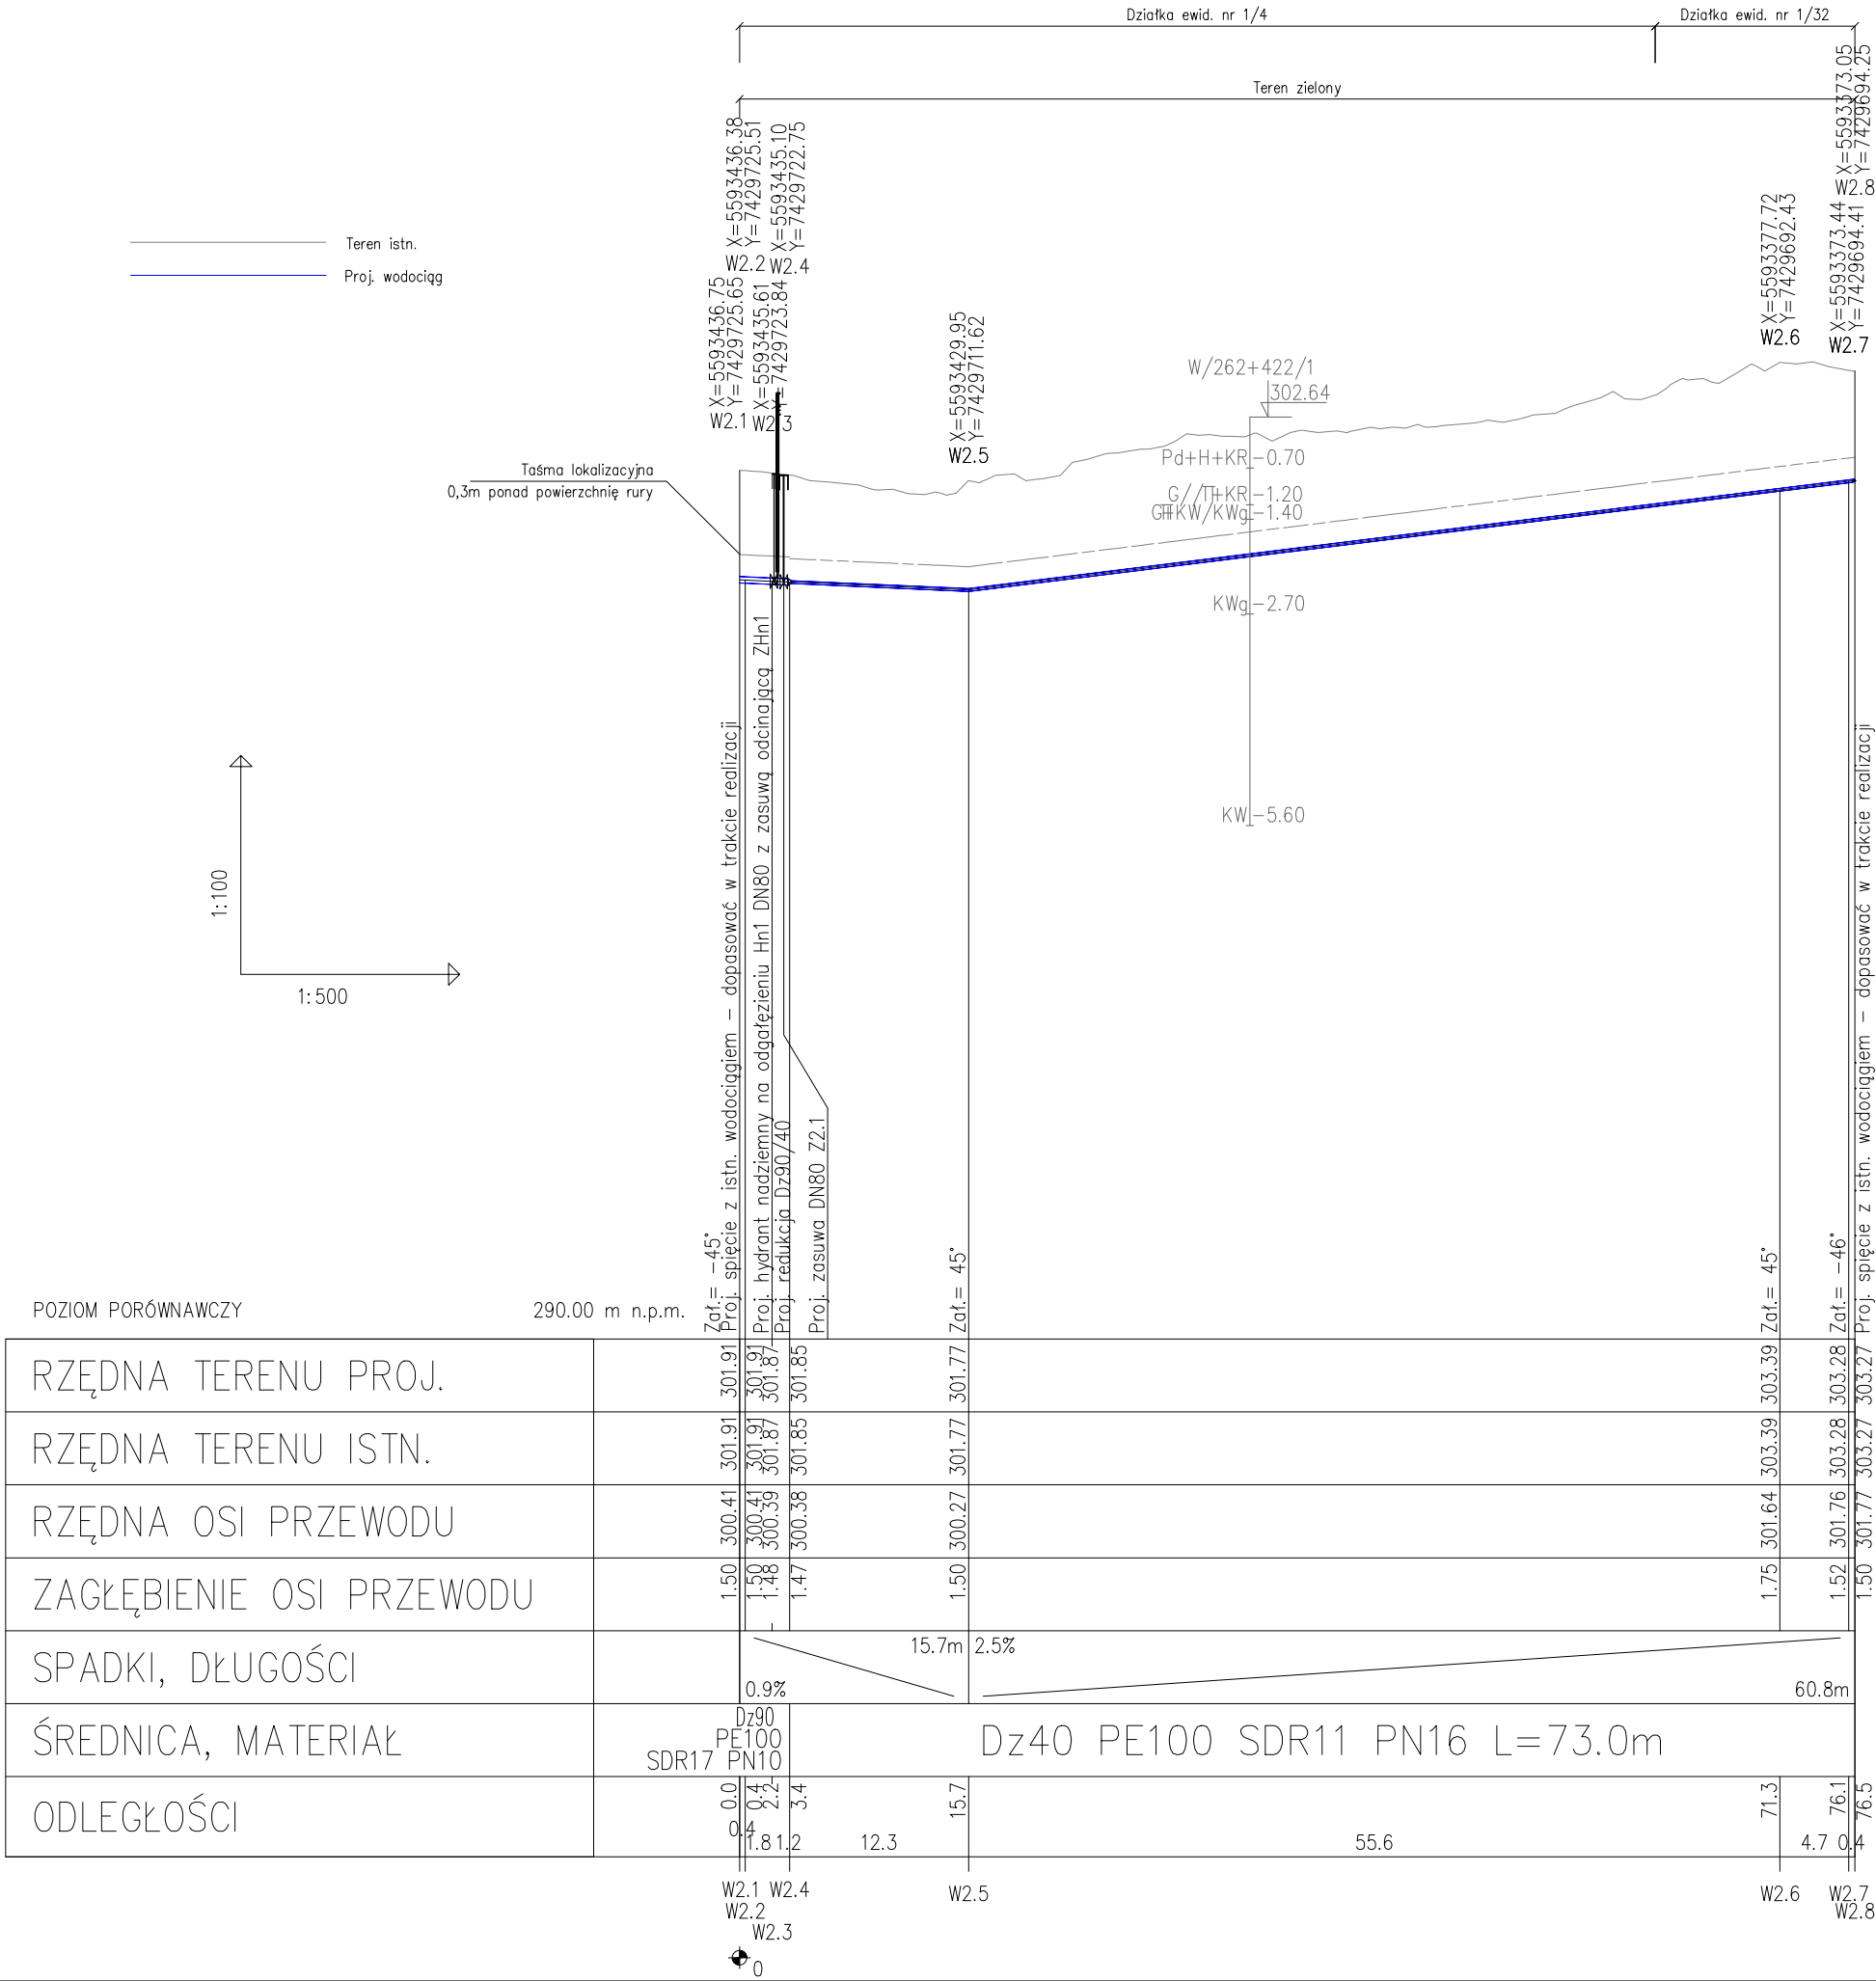 Działka ewid. nr 1/4
Działka ewid. nr 1/32
Teren zielony
Teren istn.
Proj. wodociąg
X=5593436.75
Y=7429725.65
W2.1
X=5593436.38
Y=7429725.51
W2.2
X=5593435.61
Y=7429723.84
W2.3
X=5593435.10
Y=7429722.75
W2.4
X=5593429.95
Y=7429711.62
W2.5
X=5593377.72
Y=7429692.43
W2.6
X=5593373.44
Y=7429694.41
W2.7
X=5593373.05
Y=7429694.25
W2.8
Taśma lokalizacyjna
0,3m ponad powierzchnię rury
W/262+422/1
302.64
Pd+H+KR -0.70
G//Π+KR -1.20
-1.40
KWg -2.70
KW -5.60
1:100
1:500
Zał.= -45°
Proj. spięcie z istn. wodociągiem – dopasować w trakcie realizacji
Proj. hydrant nadziemny na odgałęzieniu Hn1 DN80 z zasuwą odcinającą ZHn1
Proj. redukcja Dz90/40
Proj. zasuwa DN80 Z2.1
Zał.= 45°
Zał.= 45°
Zał.= -46°
Proj. spięcie z istn. wodociągiem – dopasować w trakcie realizacji
POZIOM PORÓWNAWCZY 290.00 m n.p.m.
RZĘDNA TERENU PROJ. 301.91 301.91 301.87 301.85 301.77 303.39 303.28 303.27
RZĘDNA TERENU ISTN. 301.91 301.91 301.87 301.85 301.77 303.39 303.28 303.27
RZĘDNA OSI PRZEWODU 300.41 300.41 300.39 300.38 300.27 301.64 301.76 301.77
ZAGŁĘBIENIE OSI PRZEWODU 1.50 1.50 1.48 1.47 1.50 1.75 1.52 1.50
SPADKI, DŁUGOŚCI 0.9% 15.7m 2.5% 60.8m
ŚREDNICA, MATERIAŁ
Dz90
PE100
SDR17 PN10
Dz40 PE100 SDR11 PN16 L=73.0m
ODLEGŁOŚCI 0.0 0.4 2.2 3.4 15.7 71.3 76.1 76.5
0.4 1.8 1.2 12.3 55.6 4.7 0.4
W2.1 W2.4 W2.5 W2.6 W2.7
W2.2 W2.8
W2.3
0